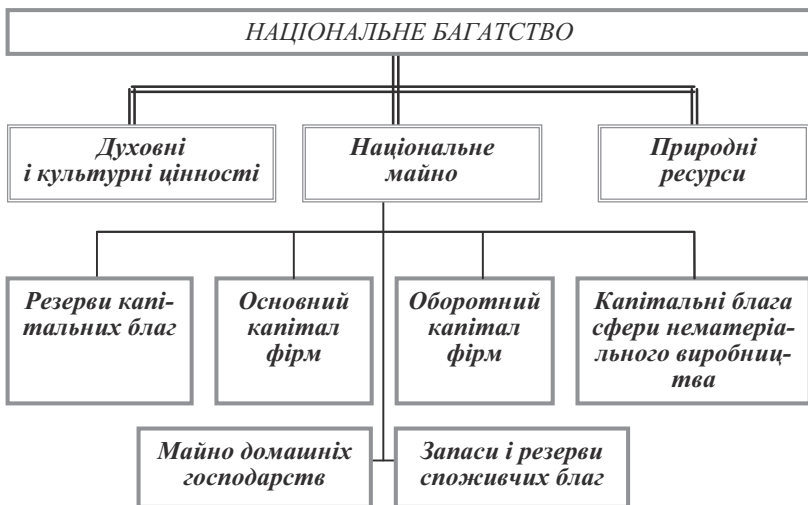 НАЦІОНАЛЬНЕ БАГАТСТВО
Духовні
і культурні цінності
Національне
майно
Природні
ресурси
Резерви капі-
тальних благ
Основний
капітал
фірм
Оборотний
капітал
фірм
Капітальні блага
сфери нематеріа-
льного виробниц-
тва
Майно домашніх
господарств
Запаси і резерви
споживчих благ